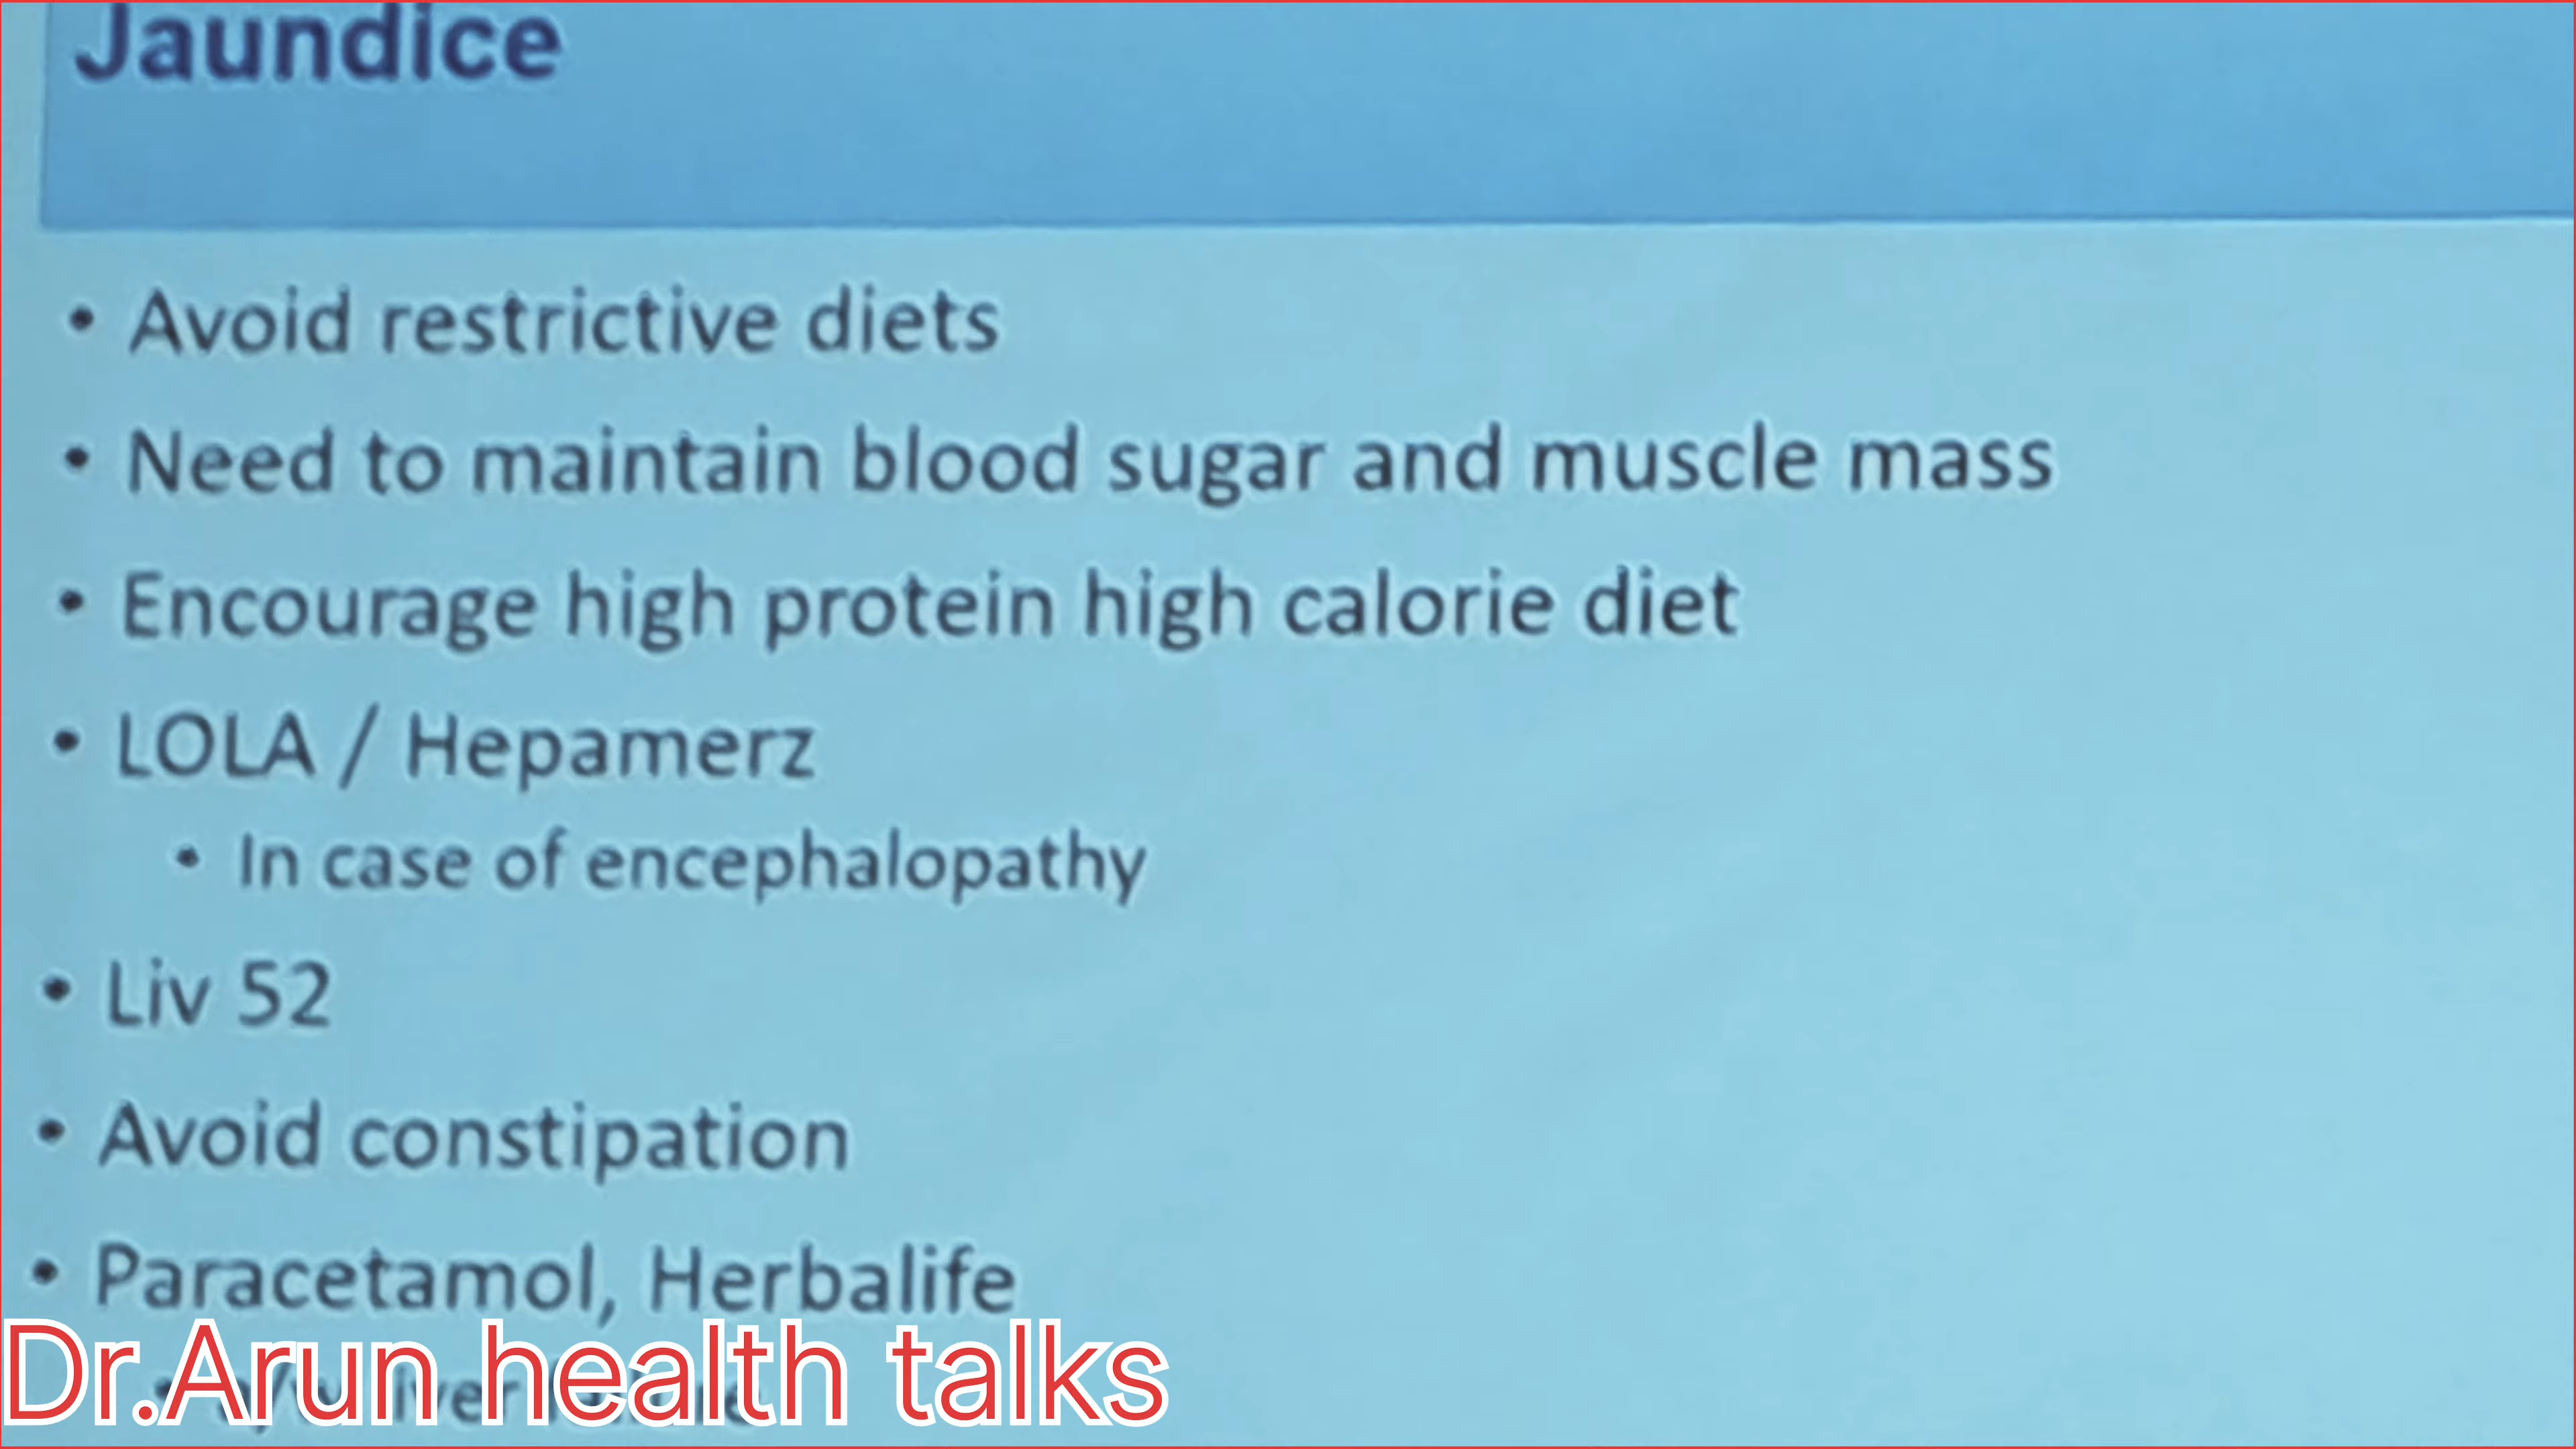 Jaundice
• Avoid restrictive diets
• Need to maintain blood sugar and muscle mass
• Encourage high protein high calorie diet
• LOLA / Hepamerz
• In case of encephalopathy
• Liv 52
• Avoid constipation
• Paracetamol, Herbalife
Dr.Arun health talks